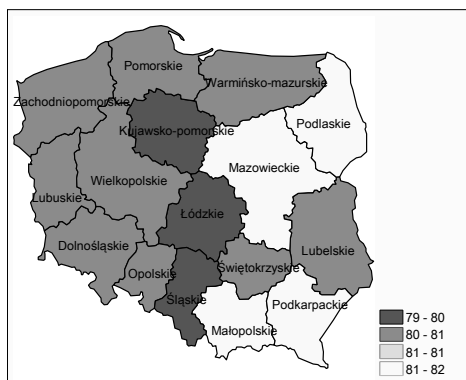 Pomorskie
Warmińsko-mazurskie
Zachodniopomorskie
Podlaskie
Kujawsko-pomorskie
Mazowieckie
Wielkopolskie
Lubuskie
Łódzkie
Dolnośląskie
Lubelskie
Świętokrzyskie
Opolskie
Śląskie
Podkarpackie
Małopolskie
79 - 80
80 - 81
81 - 81
81 - 82